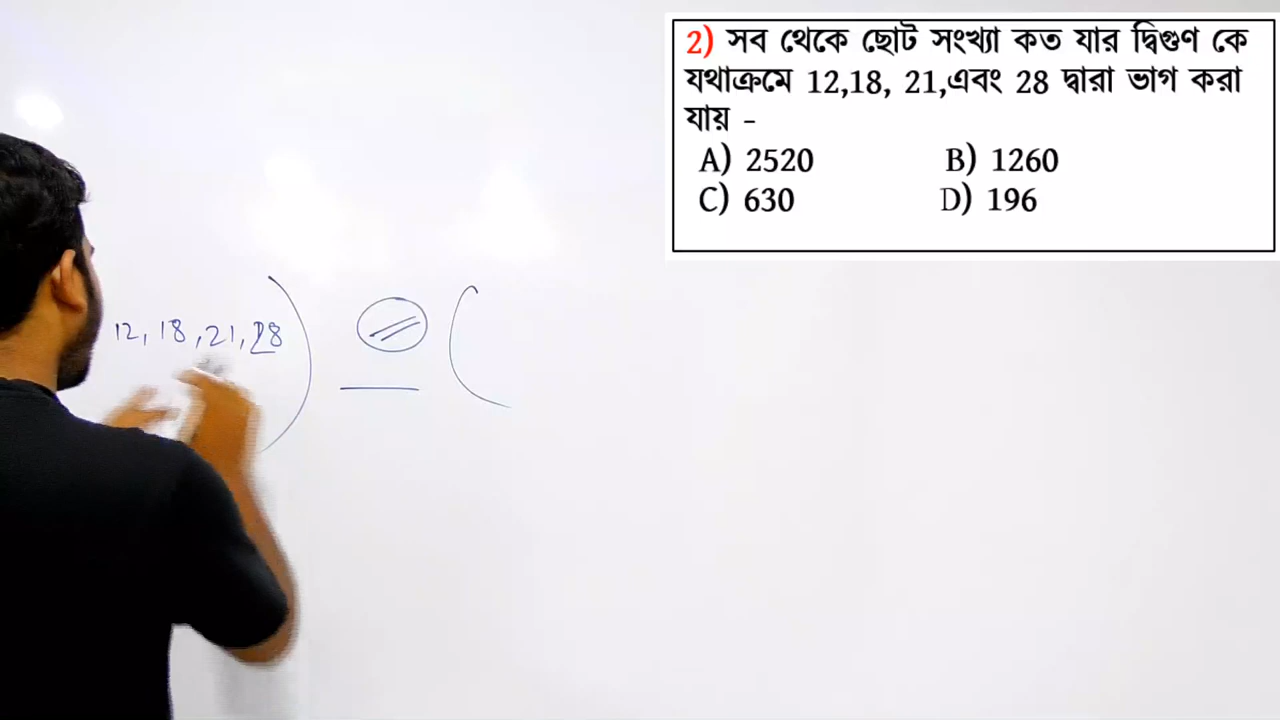 2) সব থেকে ছোট সংখ্যা কত যার দ্বিগুণ কে
যথাক্রমে 12,18, 21,এবং 28 দ্বারা ভাগ করা
যায় -
A) 2520 B) 1260
C) 630 D) 196
12, 18, 21, 28